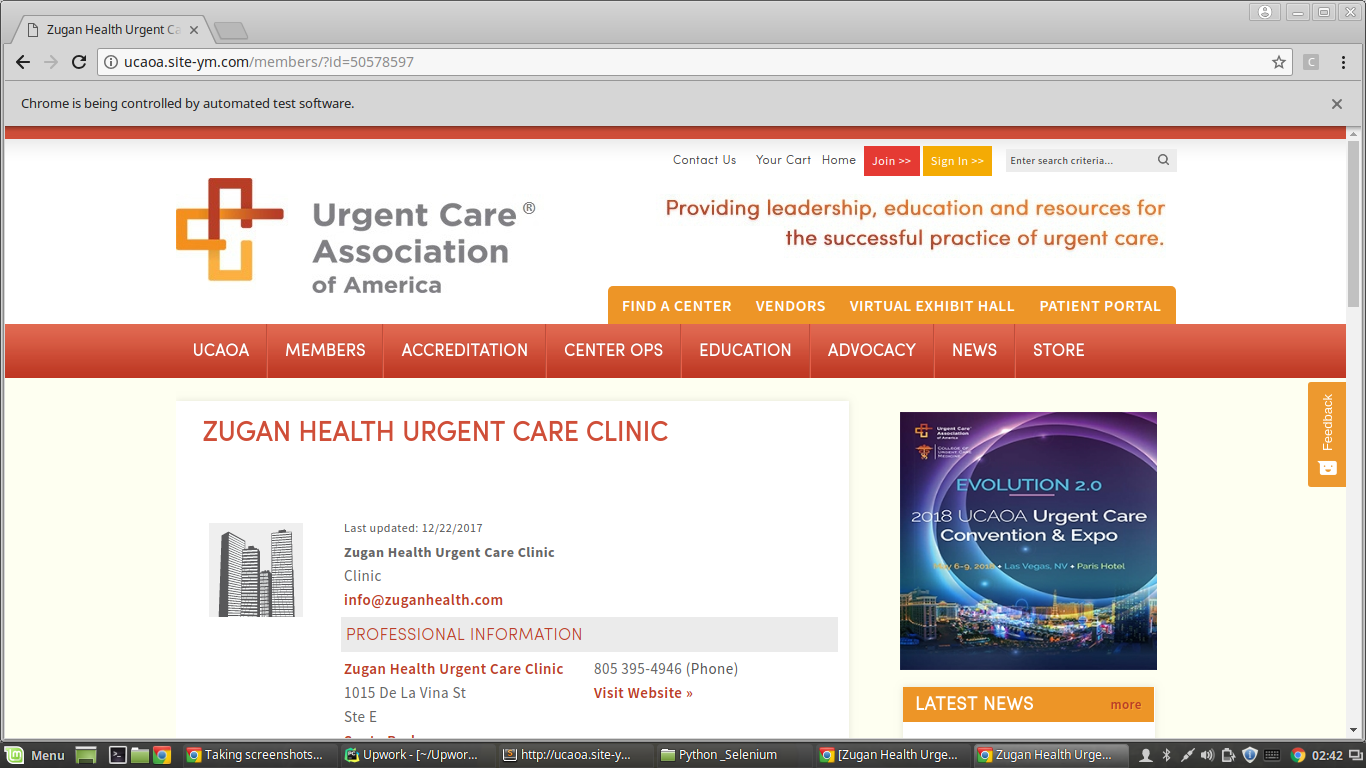 Zugan Health Urgent Ca
ucaoa.site-ym.com/members/?id=50578597
C
Chrome is being controlled by automated test software.
Contact Us Your Cart Home Join >> Sign In >> Enter search criteria...
Urgent Care ®
Association
of America
Providing leadership, education and resources for
the successful practice of urgent care.
FIND A CENTER VENDORS VIRTUAL EXHIBIT HALL PATIENT PORTAL
UCAOA MEMBERS ACCREDITATION CENTER OPS EDUCATION ADVOCACY NEWS STORE
Feedback
ZUGAN HEALTH URGENT CARE CLINIC
Last updated: 12/22/2017
Zugan Health Urgent Care Clinic
Clinic
info@zuganhealth.com
PROFESSIONAL INFORMATION
Zugan Health Urgent Care Clinic 805 395-4946 (Phone)
1015 De La Vina St Visit Website »
Ste E
Urgent Care
Association
of America
COLLEGE OF
URGENT CARE
MEDICINE
EVOLUTION 2.0
2018 UCAOA Urgent Care
Convention & Expo
May 6-9, 2018 • Las Vegas, NV • Paris Hotel
LATEST NEWS more
Menu Taking screenshots... Upwork - [~/Upwor... http://ucaoa.site-y... Python _Selenium [Zugan Health Urge... Zugan Health Urge... 02:42